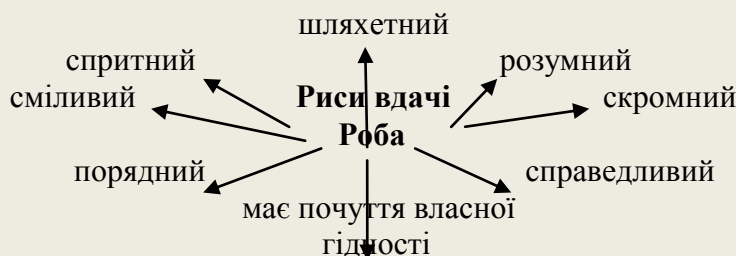 шляхетний
спритний
розумний
сміливий
Риси вдачі
Роба
скромний
порядний
справедливий
має почуття власної
гідності